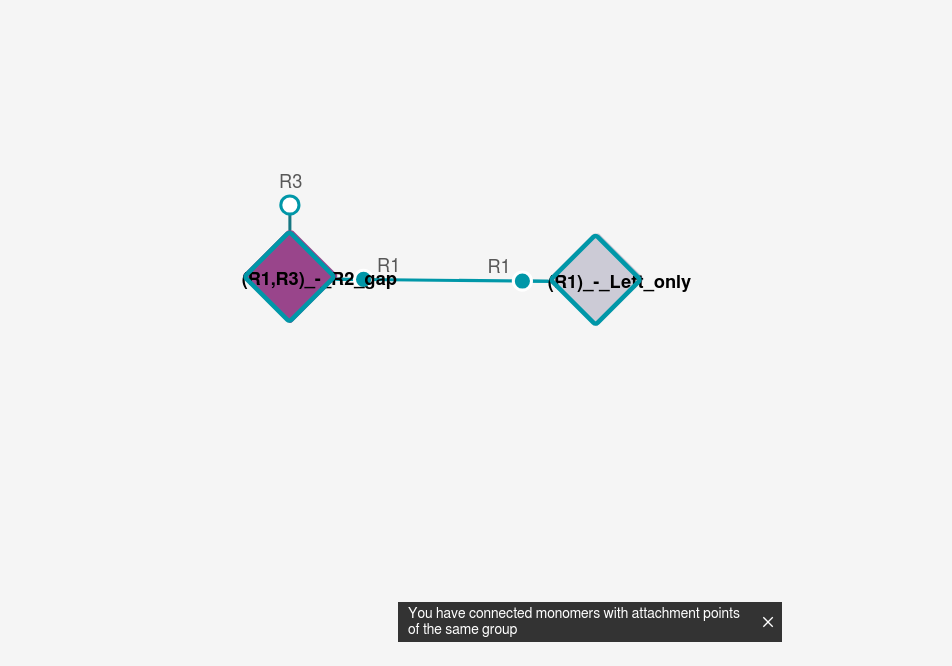 R3
(R1,R3)_-_R2_gap
R1
R1
(R1)_-_Left_only
You have connected monomers with attachment points
of the same group